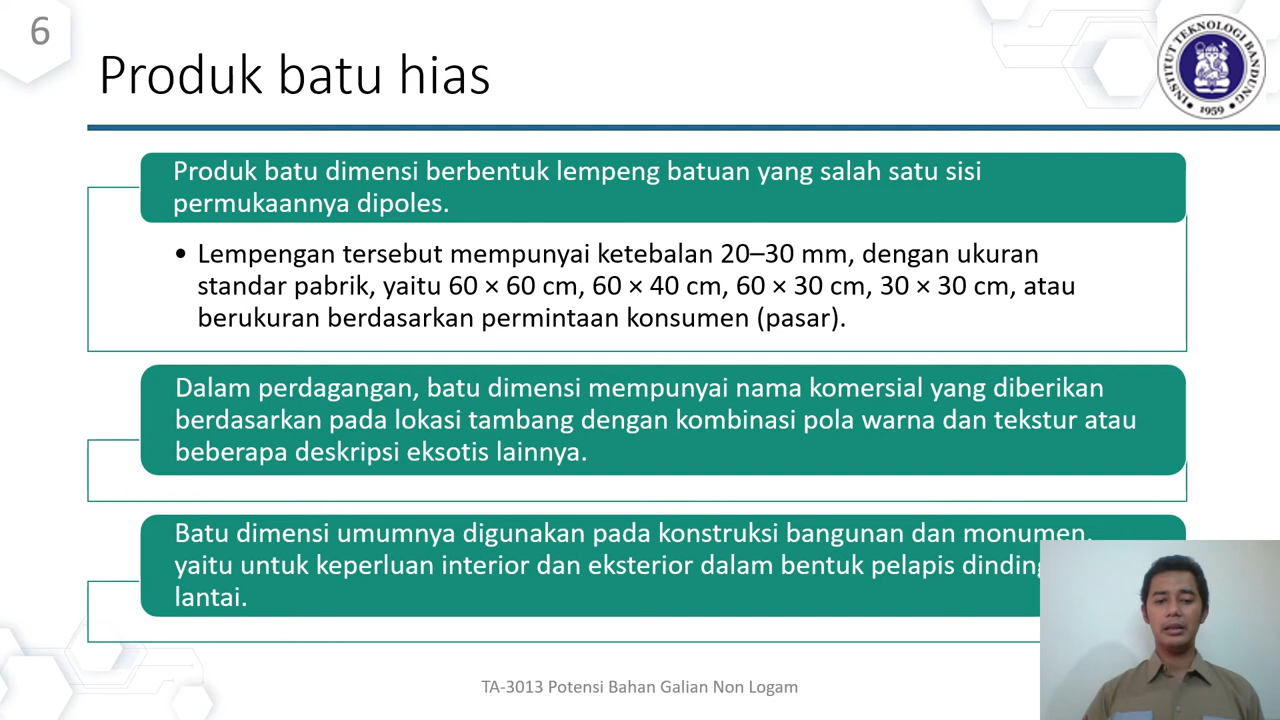 6
Produk batu hias
INSTITUT TEKNOLOGI BANDUNG
1959
Produk batu dimensi berbentuk lempeng batuan yang salah satu sisi
permukaannya dipoles.
• Lempengan tersebut mempunyai ketebalan 20–30 mm, dengan ukuran
standar pabrik, yaitu 60 × 60 cm, 60 × 40 cm, 60 × 30 cm, 30 × 30 cm, atau
berukuran berdasarkan permintaan konsumen (pasar).
Dalam perdagangan, batu dimensi mempunyai nama komersial yang diberikan
berdasarkan pada lokasi tambang dengan kombinasi pola warna dan tekstur atau
beberapa deskripsi eksotis lainnya.
Batu dimensi umumnya digunakan pada konstruksi bangunan dan monumen,
yaitu untuk keperluan interior dan eksterior dalam bentuk pelapis dinding
lantai.
TA-3013 Potensi Bahan Galian Non Logam